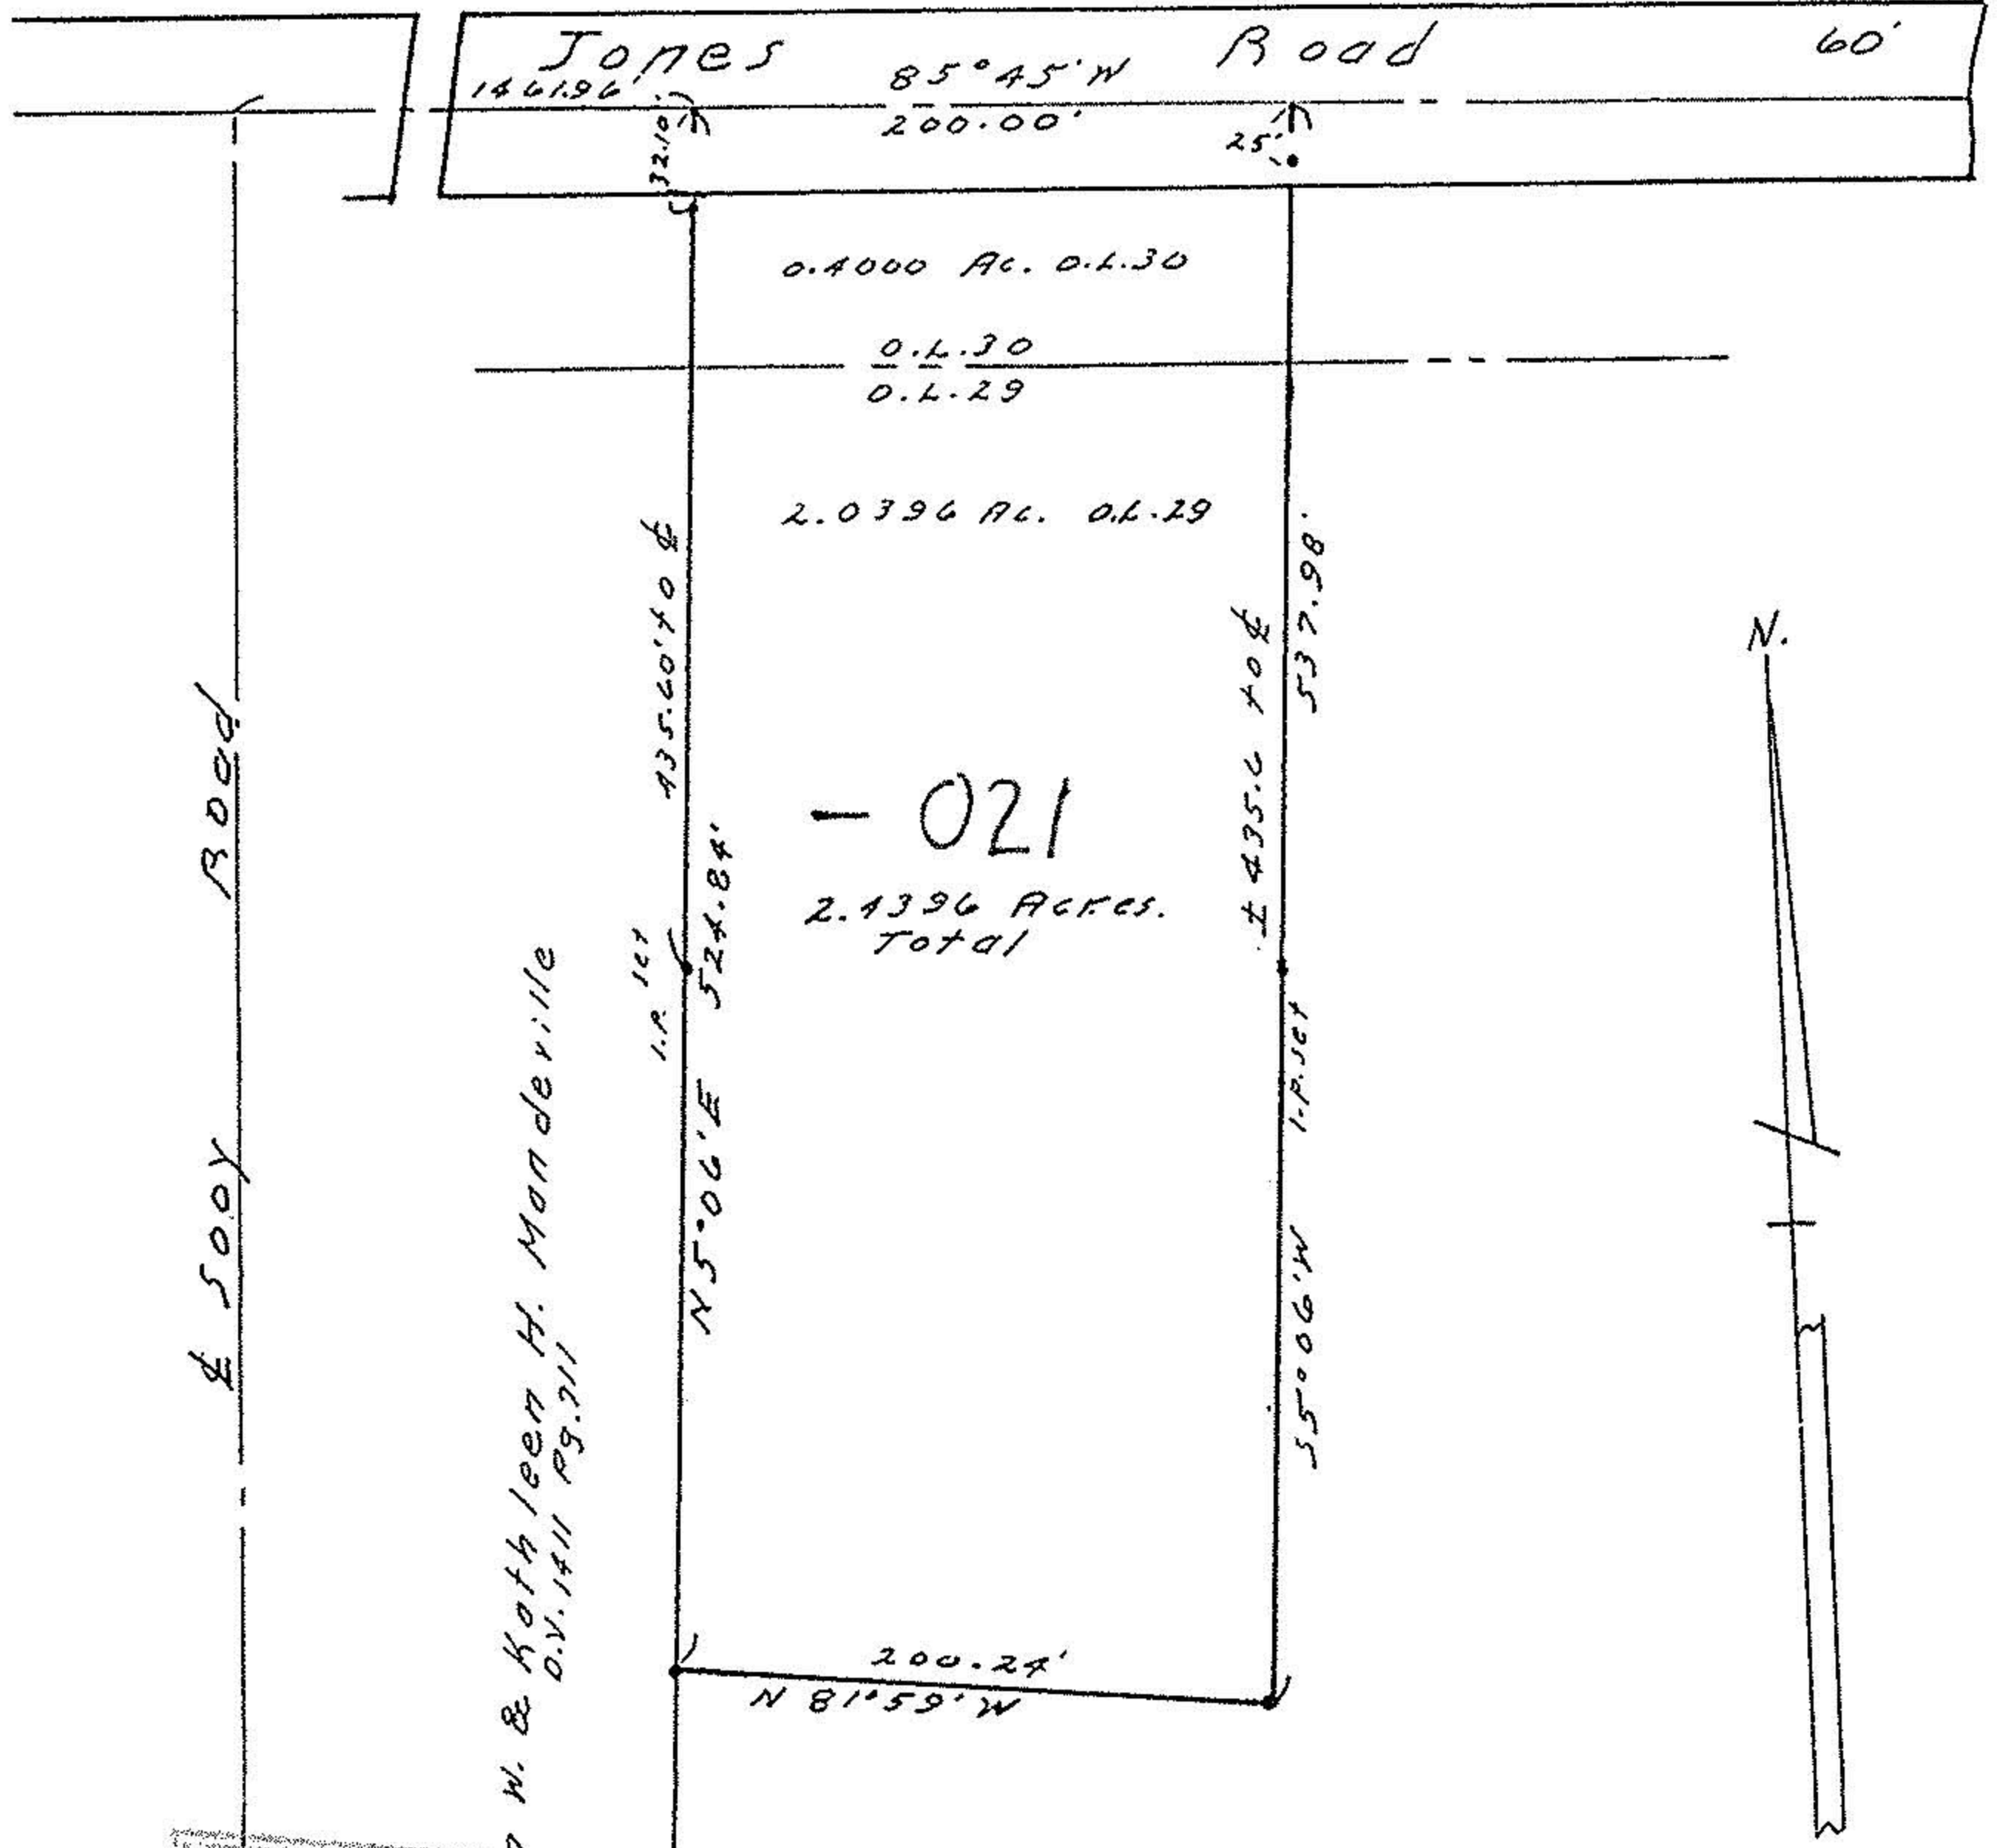 Jones Road 60'
1461.96'
85°45'W
200.00'
32.10'
25'
0.4000 Ac. O.L.30
O.L.30
O.L.29
2.0396 Ac. O.L.29
435.60' to ℄
± 435.6 to ℄
537.98'
N.
- 021
2.4396 Acres.
Total
524.84'
I.P. set
I.P. set
N5°06'E
S5°06'W
℄ Sooy Road
W. & Kathleen H. Mandeville
D.V. 1411 Pg. 711
200.24'
N 81°59'W